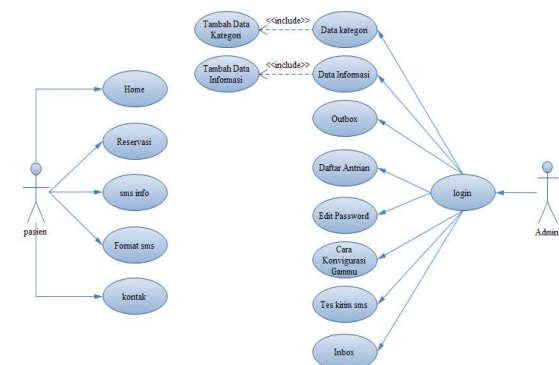 Tambah Data
Kategori
<<include>>
Data kategori
Tambah Data
Informasi
<<include>>
Data Informasi
Home
Outbox
Reservasi
Daftar Antrian
sms info
login
pasien
Admin
Edit Password
Format sms
Cara
Konvigurasi
Gammu
kontak
Tes kirim sms
Inbox